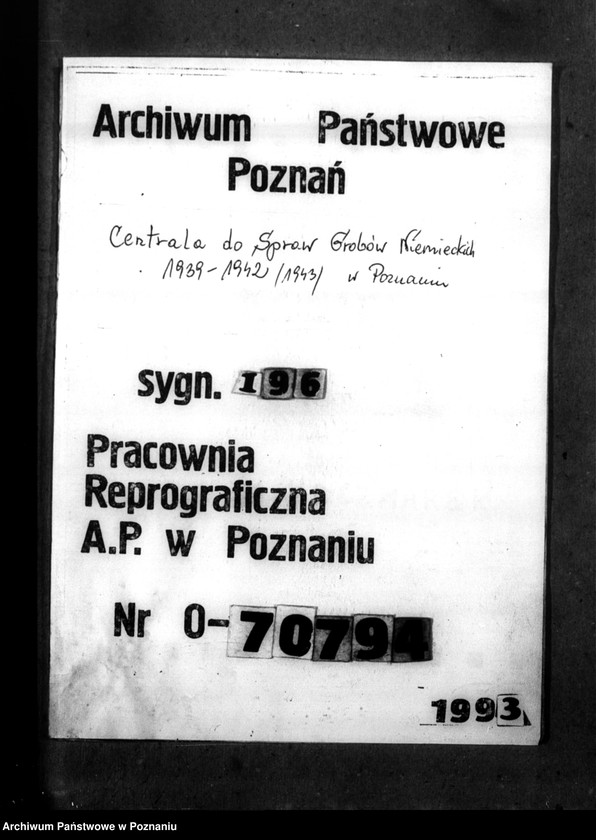 Archiwum Państwowe
Poznań
Centrala do Spraw Grobów Niemieckich
1939-1942 /1943/ w Poznaniu
sygn. 196
Pracownia
Reprograficzna
A.P. w Poznaniu
Nr O-70794
1993
Archiwum Państwowe w Poznaniu